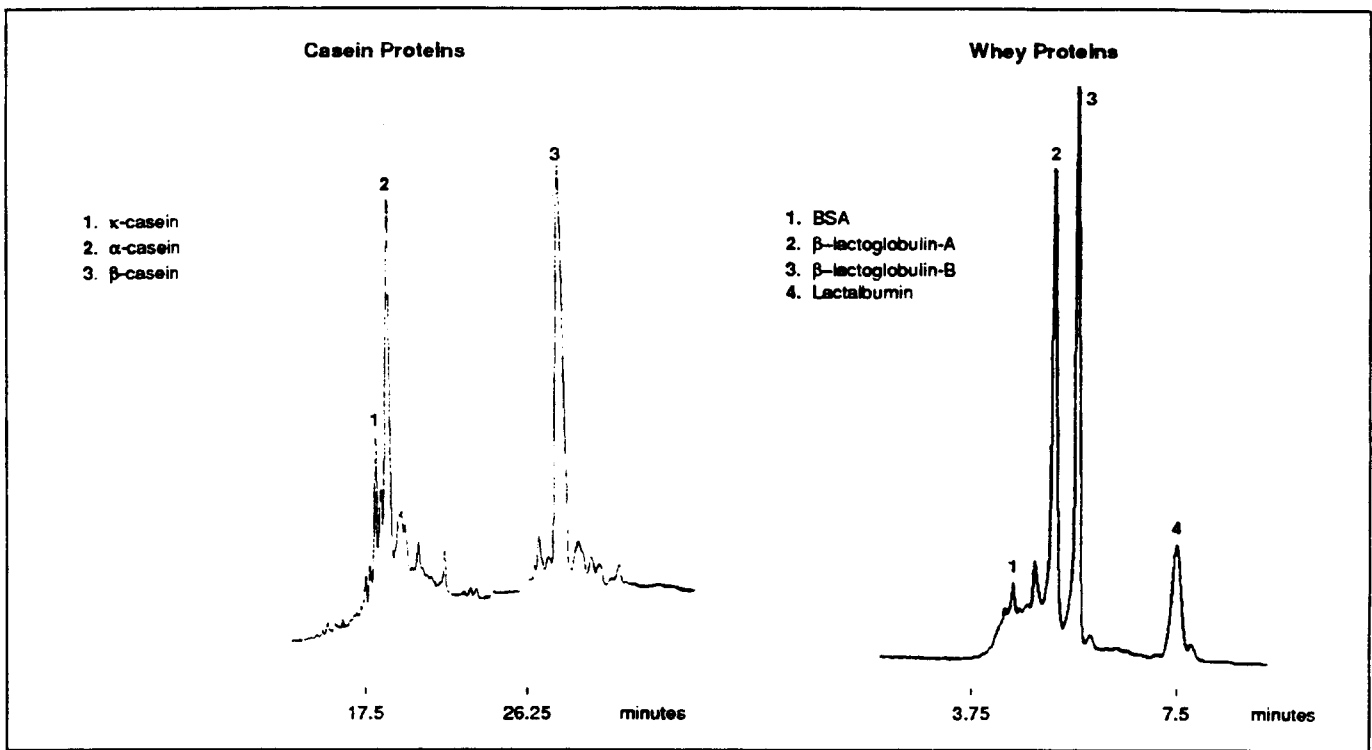 Casein Proteins
1. κ-casein
2. α-casein
3. β-casein
1
2
3
17.5
26.25
minutes
Whey Proteins
1. BSA
2. β-lactoglobulin-A
3. β-lactoglobulin-B
4. Lactalbumin
1
2
3
4
3.75
7.5
minutes